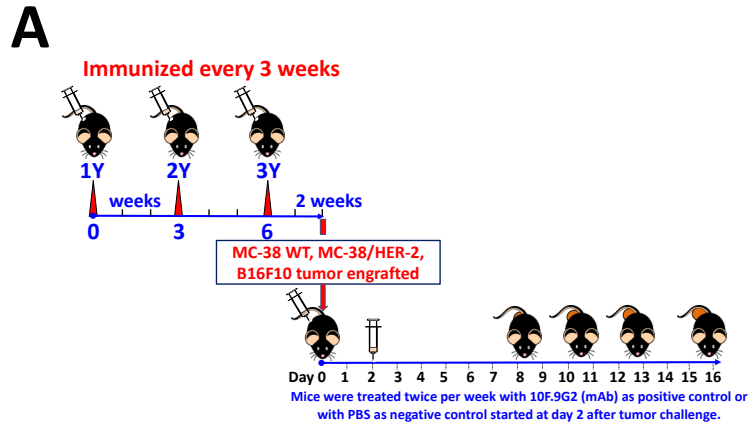 A
Immunized every 3 weeks
1Y 2Y 3Y
weeks 2 weeks
0 3 6
MC-38 WT, MC-38/HER-2,
B16F10 tumor engrafted
Day 0 1 2 3 4 5 6 7 8 9 10 11 12 13 14 15 16
Mice were treated twice per week with 10F.9G2 (mAb) as positive control or
with PBS as negative control started at day 2 after tumor challenge.